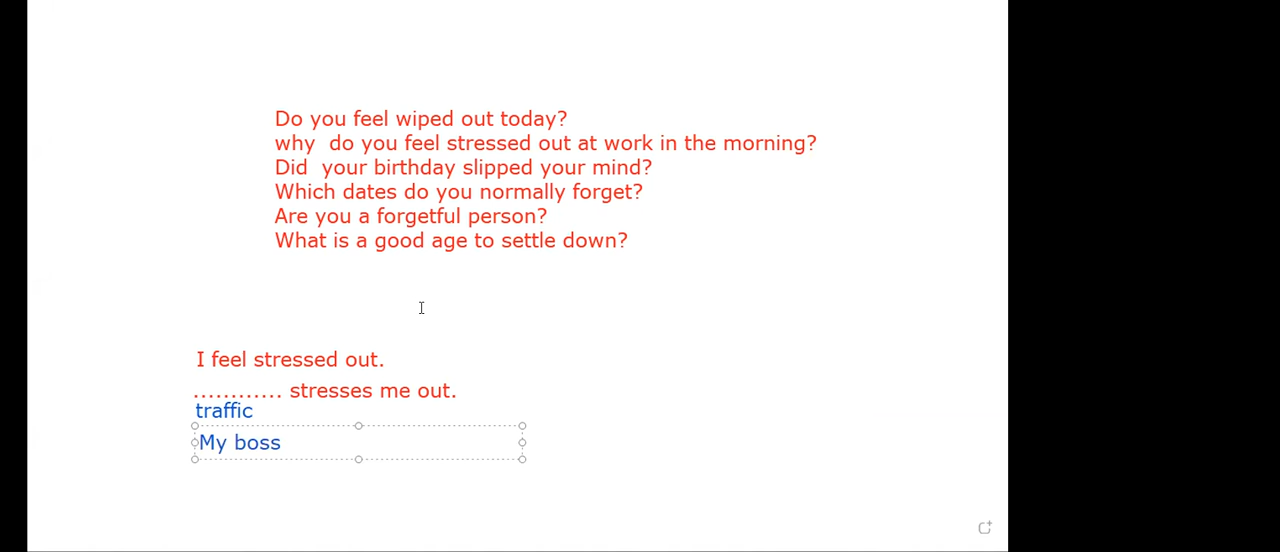 Do you feel wiped out today?
why  do you feel stressed out at work in the morning?
Did  your birthday slipped your mind?
Which dates do you normally forget?
Are you a forgetful person?
What is a good age to settle down?
I feel stressed out.
............ stresses me out.
traffic
My boss